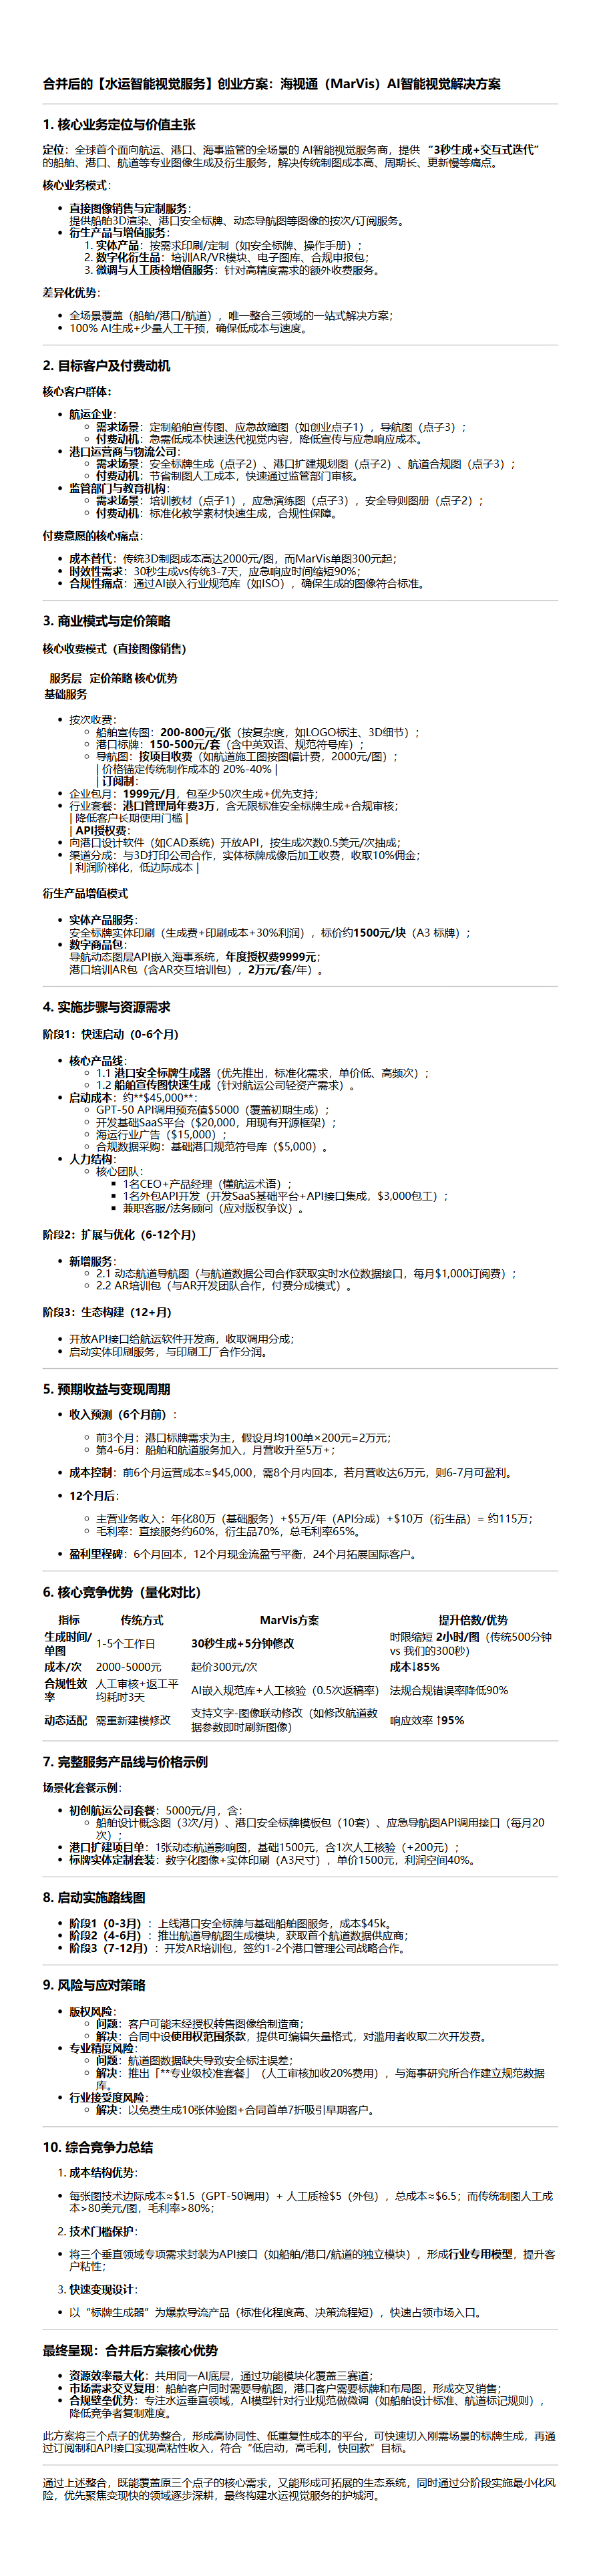 合并后的【水运智能视觉服务】创业方案：海视通（MarVis）AI智能视觉解决方案
1. 核心业务定位与价值主张
定位：全球首个面向航运、港口、海事监管的全场景的 AI智能视觉服务商，提供 “3秒生成+交互式迭代”
的船舶、港口、航道等专业图像生成及衍生服务，解决传统制图成本高、周期长、更新慢等痛点。
核心业务模式：
• 直接图像销售与定制服务：
提供船舶3D渲染、港口安全标牌、动态导航图等图像的按次/订阅服务。
• 衍生产品与增值服务：
1. 实体产品：按需求印刷/定制（如安全标牌、操作手册）；
2. 数字化衍生品：培训AR/VR模块、电子图库、合规申报包；
3. 微调与人工质检增值服务：针对高精度需求的额外收费服务。
差异化优势：
• 全场景覆盖（船舶/港口/航道），唯一整合三领域的一站式解决方案；
• 100% AI生成+少量人工干预，确保低成本与速度。
2. 目标客户及付费动机
核心客户群体：
• 航运企业：
◦ 需求场景：定制船舶宣传图、应急故障图（如创业点子1），导航图（点子3）；
◦ 付费动机：急需低成本快速迭代视觉内容，降低宣传与应急响应成本。
• 港口运营商与物流公司：
◦ 需求场景：安全标牌生成（点子2）、港口扩建规划图（点子2）、航道合规图（点子3）；
◦ 付费动机：节省制图人工成本，快速通过监管部门审核。
• 监管部门与教育机构：
◦ 需求场景：培训教材（点子1），应急演练图（点子3），安全导则图册（点子2）；
◦ 付费动机：标准化教学素材快速生成，合规性保障。
付费意愿的核心痛点：
• 成本替代：传统3D制图成本高达2000元/图，而MarVis单图300元起；
• 时效性需求：30秒生成vs传统3-7天，应急响应时间缩短90%；
• 合规性痛点：通过AI嵌入行业规范库（如ISO），确保生成的图像符合标准。
3. 商业模式与定价策略
核心收费模式（直接图像销售）
服务层 定价策略 核心优势
基础服务
• 按次收费：
◦ 船舶宣传图：200-800元/张（按复杂度，如LOGO标注、3D细节）；
◦ 港口标牌：150-500元/套（含中英双语、规范符号库）；
◦ 导航图：按项目收费（如航道施工图按图幅计费，2000元/图）；
| 价格锚定传统制作成本的 20%-40% |
| 订阅制：
• 企业包月：1999元/月，包至少50次生成+优先支持；
• 行业套餐：港口管理局年费3万，含无限标准安全标牌生成+合规审核；
| 降低客户长期使用门槛 |
| API授权费：
• 向港口设计软件（如CAD系统）开放API，按生成次数0.5美元/次抽成；
• 渠道分成：与3D打印公司合作，实体标牌成像后加工收费，收取10%佣金；
| 利润阶梯化，低边际成本 |
衍生产品增值模式
• 实体产品服务：
安全标牌实体印刷（生成费+印刷成本+30%利润），标价约1500元/块（A3 标牌）；
• 数字商品包：
导航动态图层API嵌入海事系统，年度授权费9999元；
港口培训AR包（含AR交互培训包），2万元/套/年）。
4. 实施步骤与资源需求
阶段1：快速启动（0-6个月）
• 核心产品线：
◦ 1.1 港口安全标牌生成器（优先推出，标准化需求，单价低、高频次）；
◦ 1.2 船舶宣传图快速生成（针对航运公司轻资产需求）。
• 启动成本：约**$45,000**：
◦ GPT-50 API调用预充值$5000（覆盖初期生成）；
◦ 开发基础SaaS平台（$20,000，用现有开源框架）；
◦ 海运行业广告（$15,000）；
◦ 合规数据采购：基础港口规范符号库（$5,000）。
• 人力结构：
◦ 核心团队：
▪ 1名CEO+产品经理（懂航运术语）；
▪ 1名外包API开发（开发SaaS基础平台+API接口集成，$3,000包工）；
▪ 兼职客服/法务顾问（应对版权争议）。
阶段2：扩展与优化（6-12个月）
• 新增服务：
◦ 2.1 动态航道导航图（与航道数据公司合作获取实时水位数据接口，每月$1,000订阅费）；
◦ 2.2 AR培训包（与AR开发团队合作，付费分成模式）。
阶段3：生态构建（12+月）
• 开放API接口给航运软件开发商，收取调用分成；
• 启动实体印刷服务，与印刷工厂合作分润。
5. 预期收益与变现周期
• 收入预测（6个月前）：
◦ 前3个月：港口标牌需求为主，假设月均100单×200元=2万元；
◦ 第4-6月：船舶和航道服务加入，月营收升至5万+；
• 成本控制：前6个月运营成本≈$45,000，需8个月内回本，若月营收达6万元，则6-7月可盈利。
• 12个月后：
◦ 主营业务收入：年化80万（基础服务）+$5万/年（API分成）+$10万（衍生品）= 约115万；
◦ 毛利率：直接服务约60%，衍生品70%，总毛利率65%。
• 盈利里程碑：6个月回本，12个月现金流盈亏平衡，24个月拓展国际客户。
6. 核心竞争优势（量化对比）
指标 传统方式 MarVis方案 提升倍数/优势
生成时间/单图 1-5个工作日 30秒生成+5分钟修改 时限缩短 2小时/图（传统500分钟 vs 我们的300秒）
成本/次 2000-5000元 起价300元/次 成本↓85%
合规性效率 人工审核+返工平均耗时3天 AI嵌入规范库+人工核验（0.5次返稿率） 法规合规错误率降低90%
动态适配 需重新建模修改 支持文字-图像联动修改（如修改航道数据参数即时刷新图像） 响应效率 ↑95%
7. 完整服务产品线与价格示例
场景化套餐示例：
• 初创航运公司套餐：5000元/月，含：
◦ 船舶设计概念图（3次/月）、港口安全标牌模板包（10套）、应急导航图API调用接口（每月20
次）；
• 港口扩建项目单：1张动态航道影响图，基础1500元，含1次人工核验（+200元）；
• 标牌实体定制套装：数字化图像+实体印刷（A3尺寸），单价1500元，利润空间40%。
8. 启动实施路线图
• 阶段1（0-3月）：上线港口安全标牌与基础船舶图服务，成本$45k。
• 阶段2（4-6月）：推出航道导航图生成模块，获取首个航道数据供应商；
• 阶段3（7-12月）：开发AR培训包，签约1-2个港口管理公司战略合作。
9. 风险与应对策略
• 版权风险：
◦ 问题：客户可能未经授权转售图像给制造商；
◦ 解决：合同中设使用权范围条款，提供可编辑矢量格式，对滥用者收取二次开发费。
• 专业精度风险：
◦ 问题：航道图数据缺失导致安全标注误差；
◦ 解决：推出「**专业级校准套餐」（人工审核加收20%费用），与海事研究所合作建立规范数据
库。
• 行业接受度风险：
◦ 解决：以免费生成10张体验图+合同首单7折吸引早期客户。
10. 综合竞争力总结
1. 成本结构优势：
• 每张图技术边际成本≈$1.5（GPT-50调用）+ 人工质检$5（外包），总成本≈$6.5；而传统制图人工成
本>80美元/图，毛利率>80%；
2. 技术门槛保护：
• 将三个垂直领域专项需求封装为API接口（如船舶/港口/航道的独立模块），形成行业专用模型，提升客
户粘性；
3. 快速变现设计：
• 以“标牌生成器”为爆款导流产品（标准化程度高、决策流程短），快速占领市场入口。
最终呈现：合并后方案核心优势
• 资源效率最大化：共用同一AI底层，通过功能模块化覆盖三赛道；
• 市场需求交叉复用：船舶客户同时需要导航图，港口客户需要标牌和布局图，形成交叉销售；
• 合规壁垒优势：专注水运垂直领域，AI模型针对行业规范做微调（如船舶设计标准、航道标记规则），
降低竞争者复制难度。
此方案将三个点子的优势整合，形成高协同性、低重复性成本的平台，可快速切入刚需场景的标牌生成，再通
过订阅制和API接口实现高粘性收入，符合“低启动，高毛利，快回款”目标。
通过上述整合，既能覆盖原三个点子的核心需求，又能形成可拓展的生态系统，同时通过分阶段实施最小化风
险，优先聚焦变现快的领域逐步深耕，最终构建水运视觉服务的护城河。